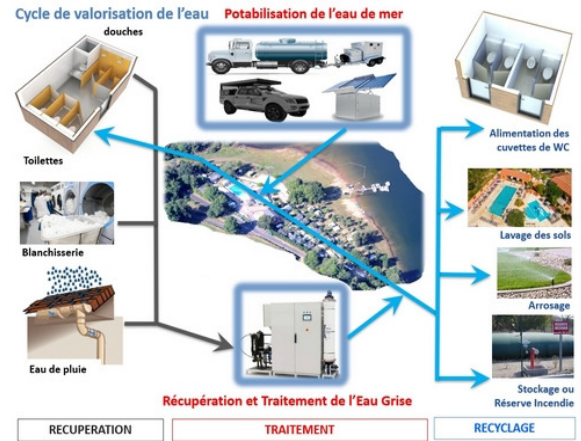 Cycle de valorisation de l'eau
Potabilisation de l'eau de mer
douches
Toilettes
Blanchisserie
Eau de pluie
Alimentation des
cuvettes de WC
Lavage des sols
Arrosage
Stockage ou
Réserve Incendie
Récupération et Traitement de l'Eau Grise
RECUPERATION
TRAITEMENT
RECYCLAGE